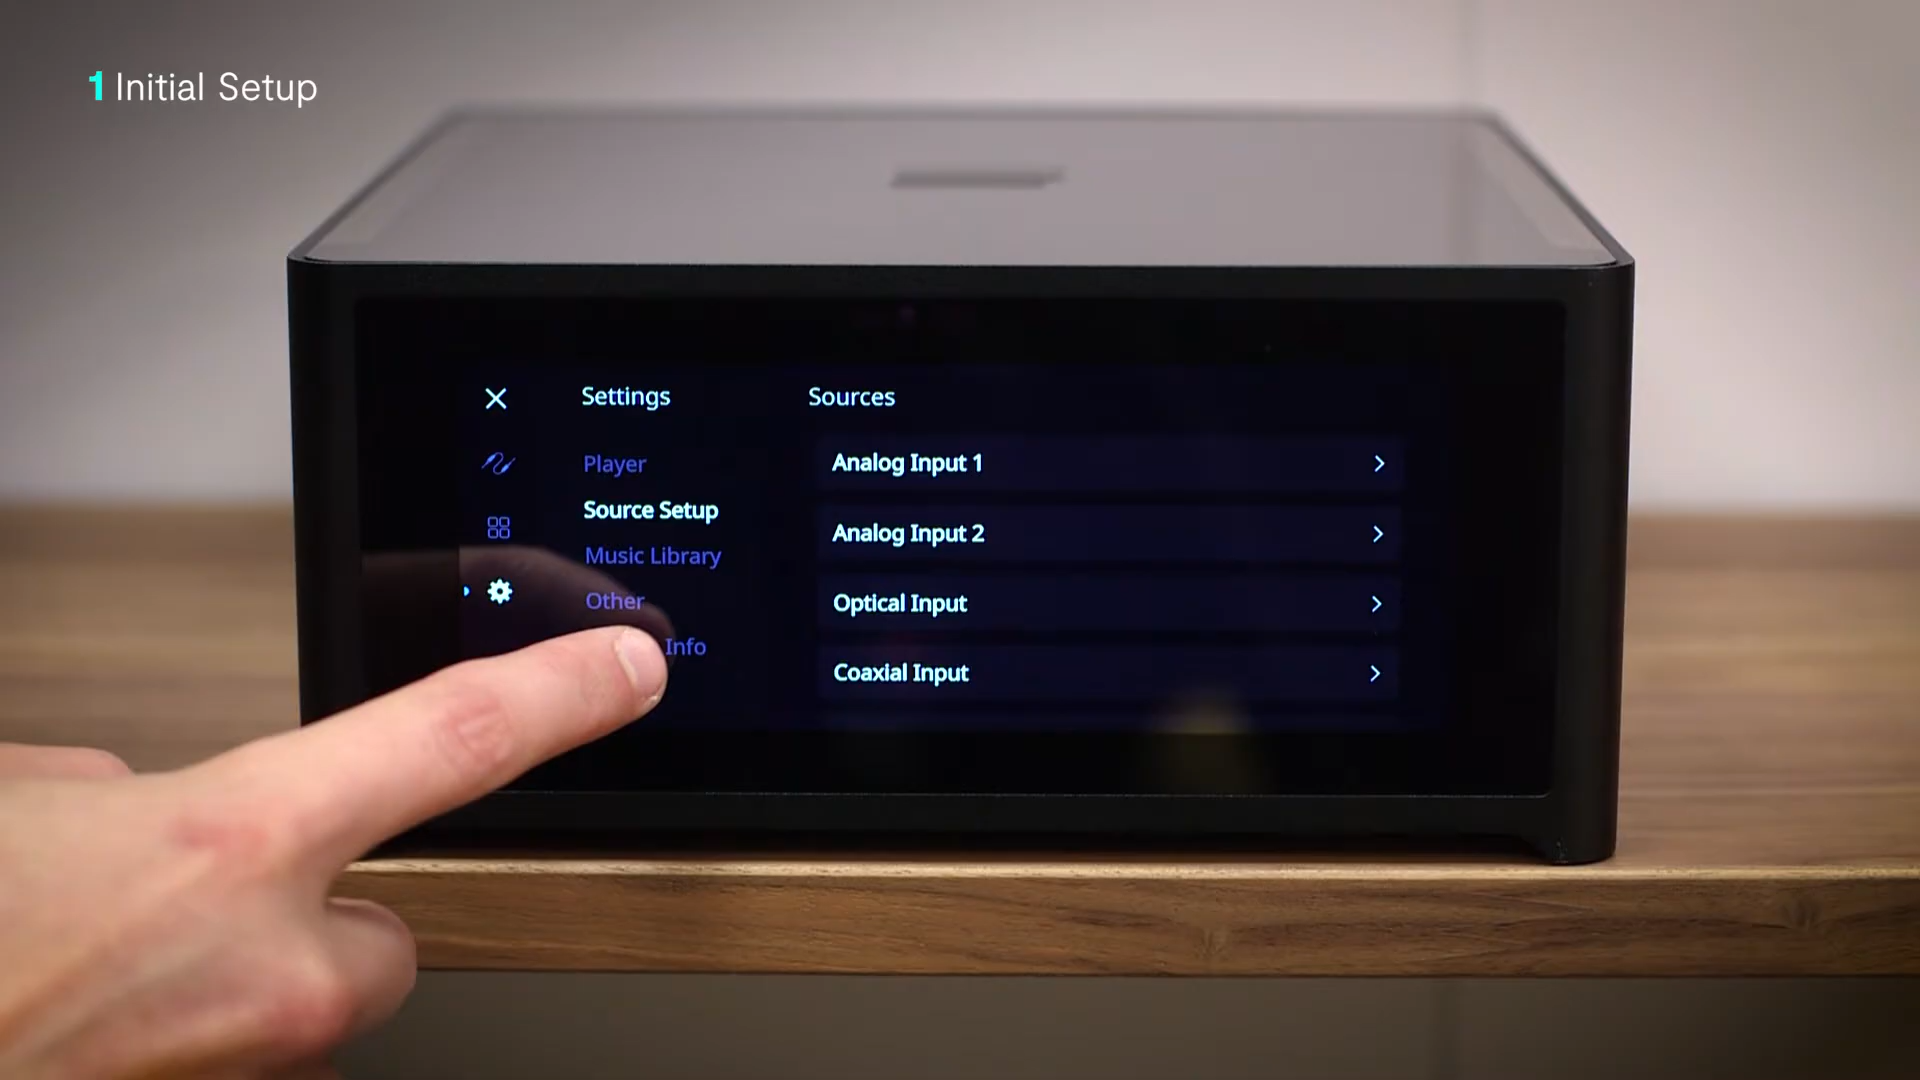 1 Initial Setup
Settings
Player
Source Setup
Music Library
Other
Info
Sources
Analog Input 1
Analog Input 2
Optical Input
Coaxial Input